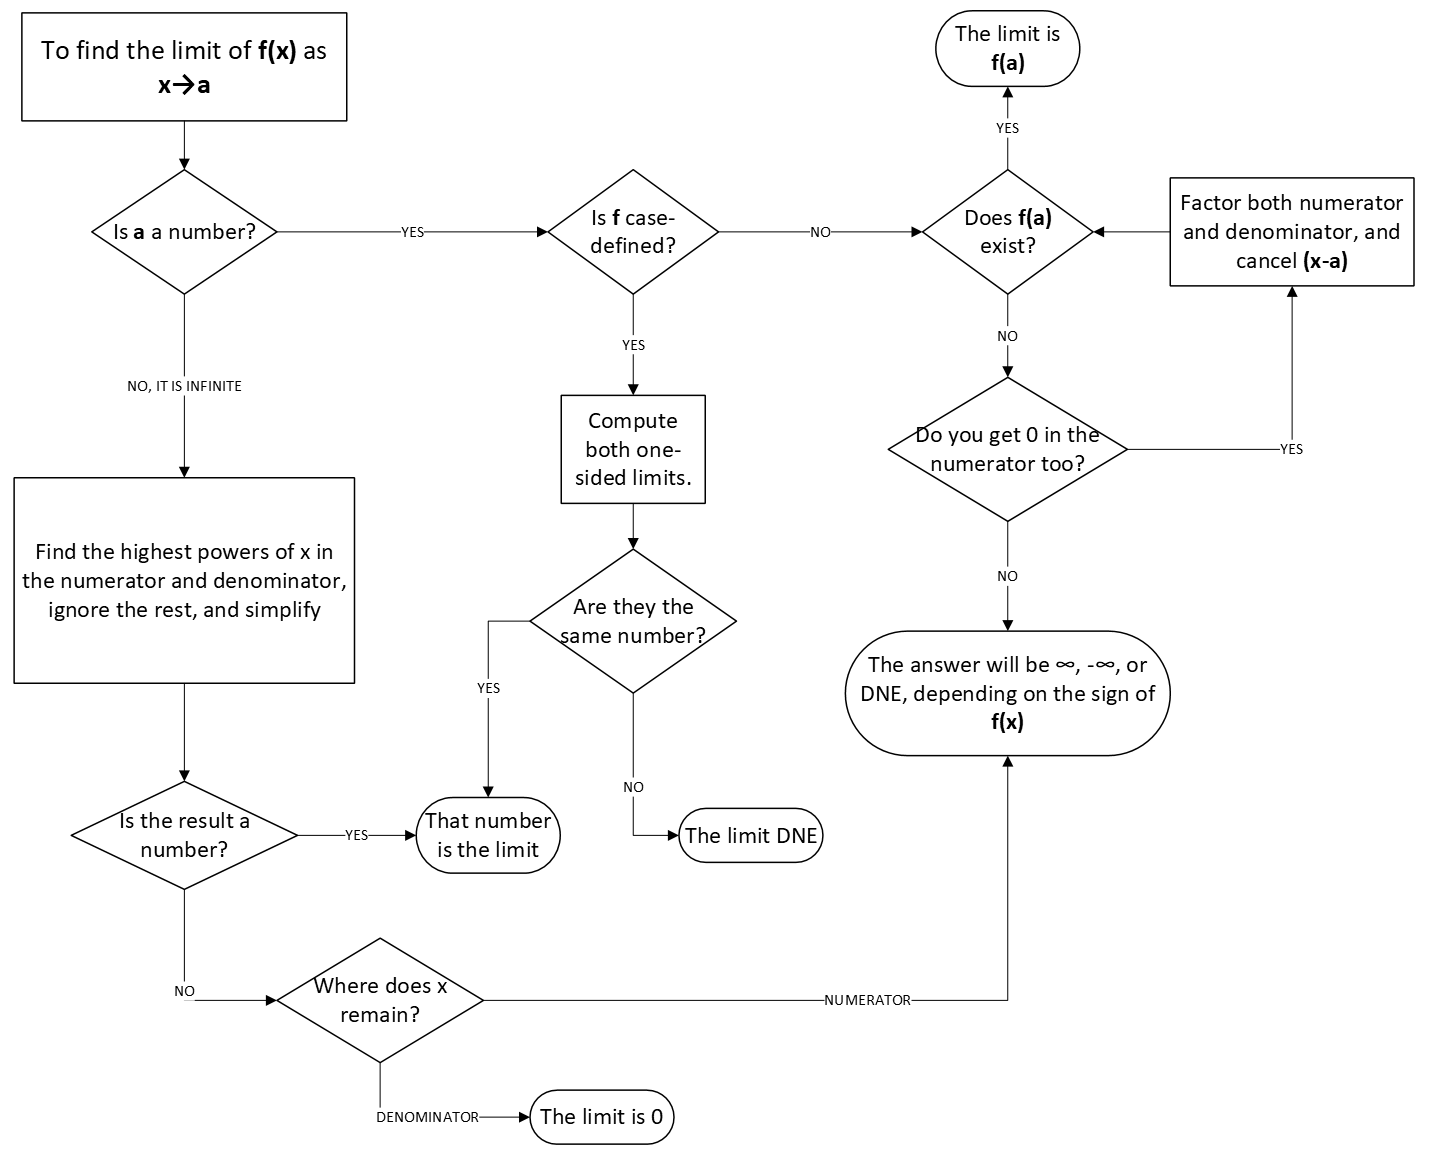 To find the limit of f(x) as
x→a
Is a a number?
YES
Is f case-
defined?
NO
Does f(a)
exist?
YES
The limit is
f(a)
Factor both numerator
and denominator, and
cancel (x-a)
NO
Do you get 0 in the
numerator too?
YES
NO
The answer will be ∞, -∞, or
DNE, depending on the sign of
f(x)
YES
Compute
both one-
sided limits.
Are they the
same number?
YES
NO
That number
is the limit
The limit DNE
NO, IT IS INFINITE
Find the highest powers of x in
the numerator and denominator,
ignore the rest, and simplify
Is the result a
number?
YES
NO
Where does x
remain?
NUMERATOR
DENOMINATOR
The limit is 0